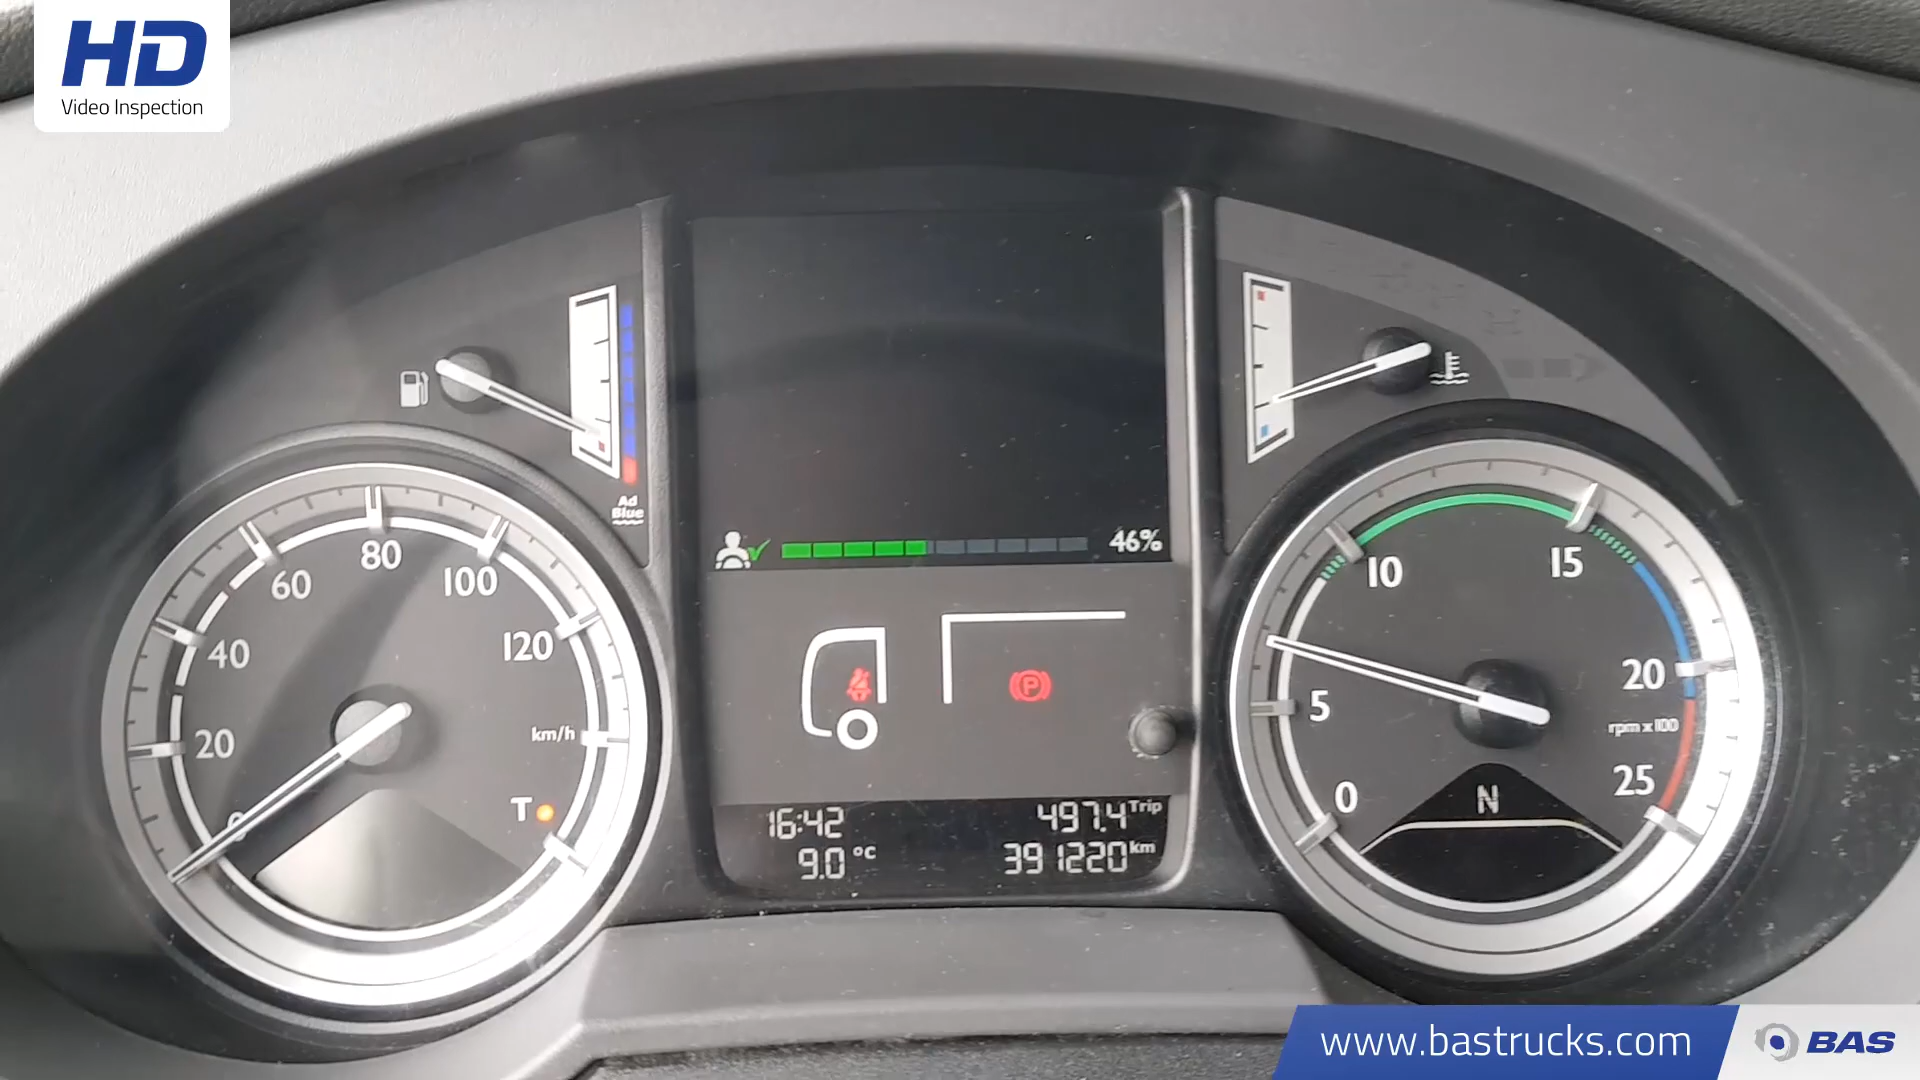 HD
Video Inspection
Ad
Blue
46%
0
20
40
60
80
100
120
km/h
T
P
16:42
9.0 °C
497.4 Trip
391220 km
0
5
10
15
20
25
rpm x 100
N
www.bastrucks.com
BAS